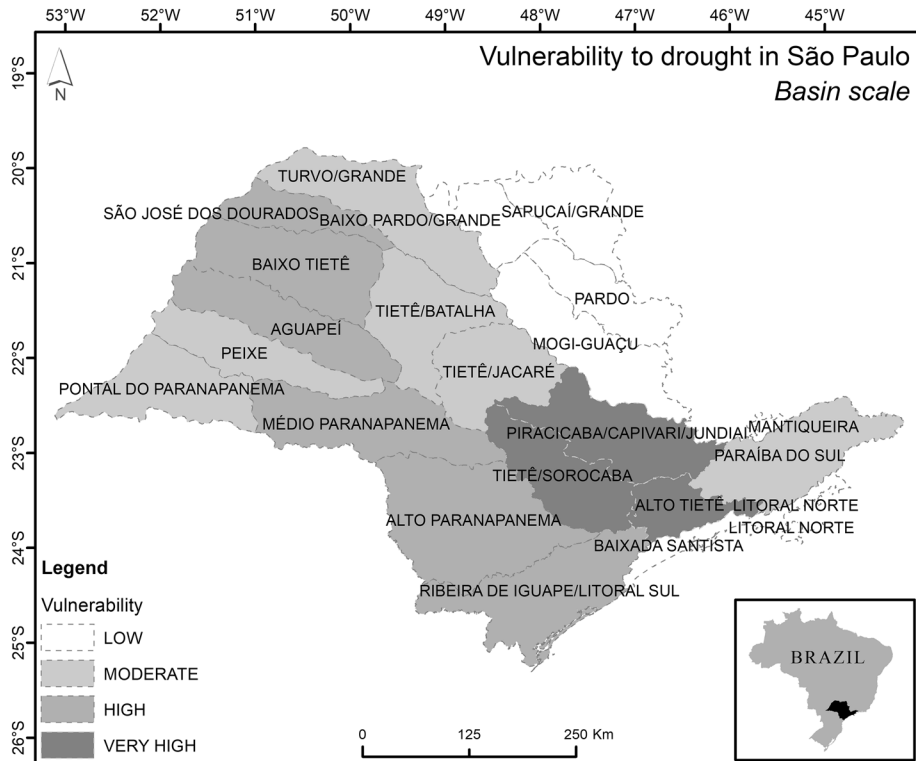 53°W 52°W 51°W 50°W 49°W 48°W 47°W 46°W 45°W
Vulnerability to drought in São Paulo
Basin scale
N
19°S
20°S
21°S
22°S
23°S
24°S
25°S
26°S
TURVO/GRANDE
SÃO JOSÉ DOS DOURADOS
BAIXO PARDO/GRANDE
SAPUCAÍ/GRANDE
BAIXO TIETÊ
PARDO
TIETÊ/BATALHA
AGUAPEÍ
MOGI-GUAÇU
PEIXE
TIETÊ/JACARÉ
PONTAL DO PARANAPANEMA
MÉDIO PARANAPANEMA
PIRACICABA/CAPIVARI/JUNDIAÍ
MANTIQUEIRA
PARAÍBA DO SUL
TIETÊ/SOROCABA
ALTO TIETÊ
LITORAL NORTE
ALTO PARANAPANEMA
LITORAL NORTE
BAIXADA SANTISTA
RIBEIRA DE IGUAPE/LITORAL SUL
Legend
Vulnerability
LOW
MODERATE
HIGH
VERY HIGH
0 125 250 Km
BRAZIL